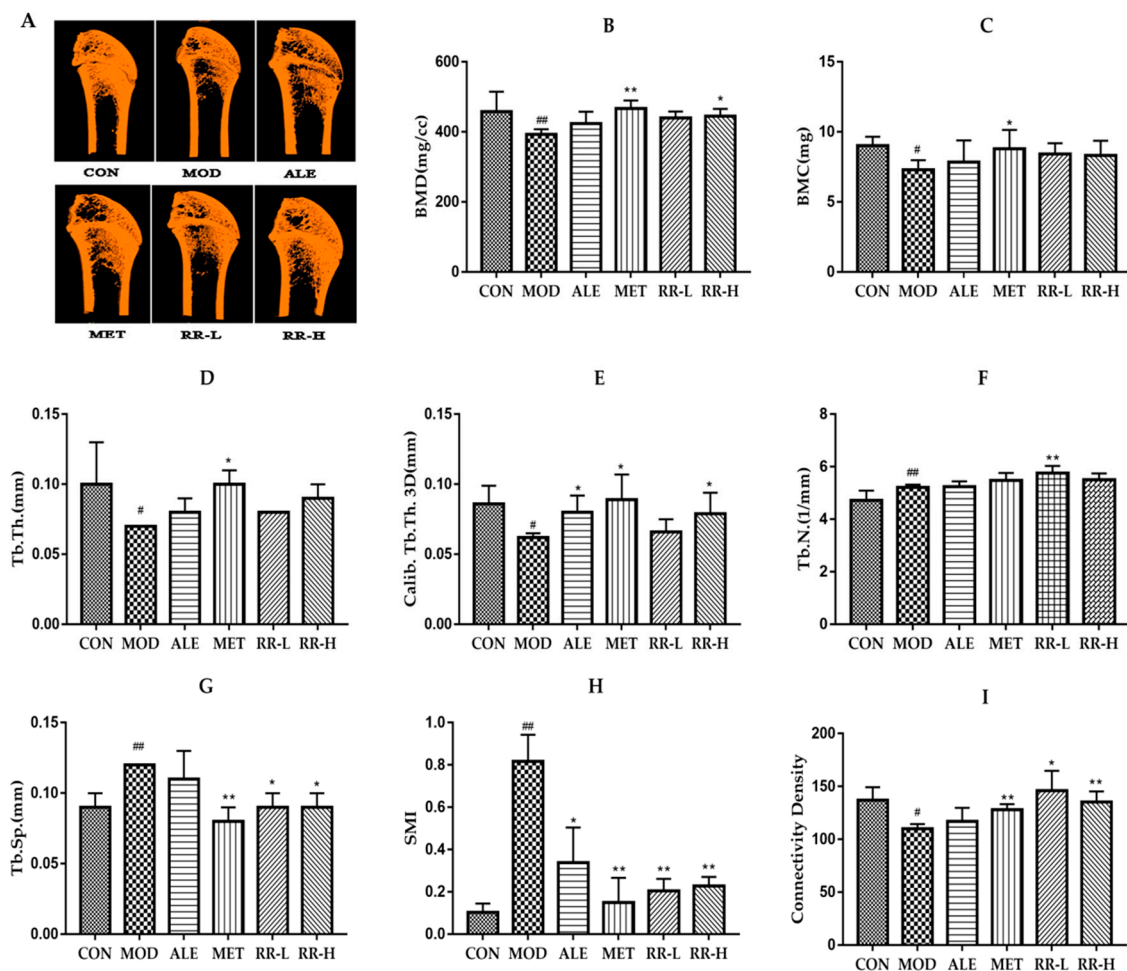 A
CON MOD ALE
MET RR-L RR-H
B
BMD(mg/cc)
600
400
200
0
##
**
*
CON MOD ALE MET RR-L RR-H
C
BMC(mg)
15
10
5
0
#
*
CON MOD ALE MET RR-L RR-H
D
Tb.Th.(mm)
0.15
0.10
0.05
0.00
#
*
CON MOD ALE MET RR-L RR-H
E
Calib. Tb.Th. 3D(mm)
0.15
0.10
0.05
0.00
#
*
*
*
CON MOD ALE MET RR-L RR-H
F
Tb.N.(1/mm)
8
6
4
2
0
##
**
CON MOD ALE MET RR-L RR-H
G
Tb.Sp.(mm)
0.15
0.10
0.05
0.00
##
**
*
*
CON MOD ALE MET RR-L RR-H
H
SMI
1.0
0.8
0.6
0.4
0.2
0.0
##
*
**
**
**
CON MOD ALE MET RR-L RR-H
I
Connectivity Density
200
150
100
50
0
#
**
*
**
CON MOD ALE MET RR-L RR-H